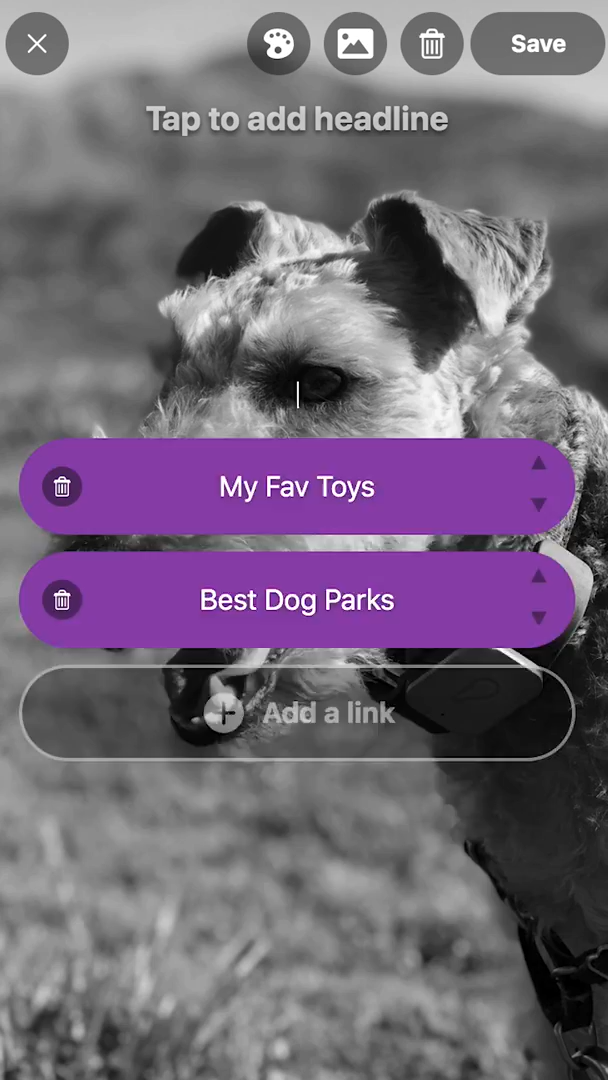 Save
Tap to add headline
My Fav Toys
Best Dog Parks
Add a link